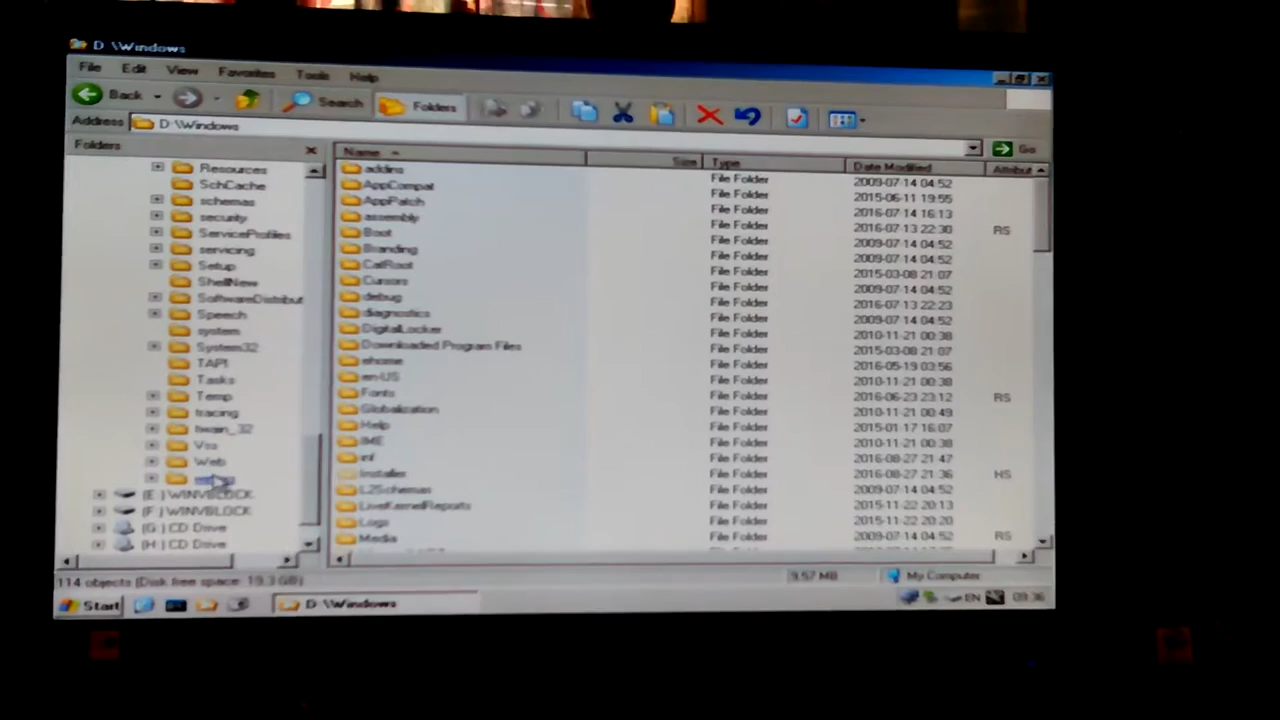 D:\Windows
File Edit View Favorites Tools Help
Back Search Folders
Address D:\Windows Go
Folders
Resources
SchCache
schemas
security
ServiceProfiles
servicing
Setup
ShellNew
SoftwareDistribut
Speech
system
System32
TAPI
Tasks
Temp
tracing
twain_32
Vss
Web
(E:) WINVBLOCK
(F:) WINVBLOCK
(G:) CD Drive
(H:) CD Drive
Name Size Type Date Modified Attribut
addins File Folder 2009-07-14 04:52
AppCompat File Folder 2015-06-11 19:55
AppPatch File Folder 2016-07-14 16:13
assembly File Folder 2016-07-13 22:30 RS
Boot File Folder 2009-07-14 04:52
Branding File Folder 2009-07-14 04:52
CatRoot File Folder 2015-03-08 21:07
Cursors File Folder 2009-07-14 04:52
debug File Folder 2016-07-13 22:23
diagnostics File Folder 2009-07-14 04:52
DigitalLocker File Folder 2010-11-21 00:38
Downloaded Program Files File Folder 2015-03-08 21:07
ehome File Folder 2016-05-19 03:56
en-US File Folder 2010-11-21 00:38
Fonts File Folder 2016-06-23 23:12 RS
Globalization File Folder 2010-11-21 00:49
Help File Folder 2015-01-17 16:07
IME File Folder 2010-11-21 00:38
inf File Folder 2016-08-27 21:47
Installer File Folder 2016-08-27 21:36 HS
L2Schemas File Folder 2009-07-14 04:52
LiveKernelReports File Folder 2015-11-22 20:13
Logs File Folder 2015-11-22 20:20
Media File Folder 2009-07-14 04:52 RS
114 objects (Disk free space: 19.3 GB) 9.57 MB My Computer
Start D:\Windows EN 09:36